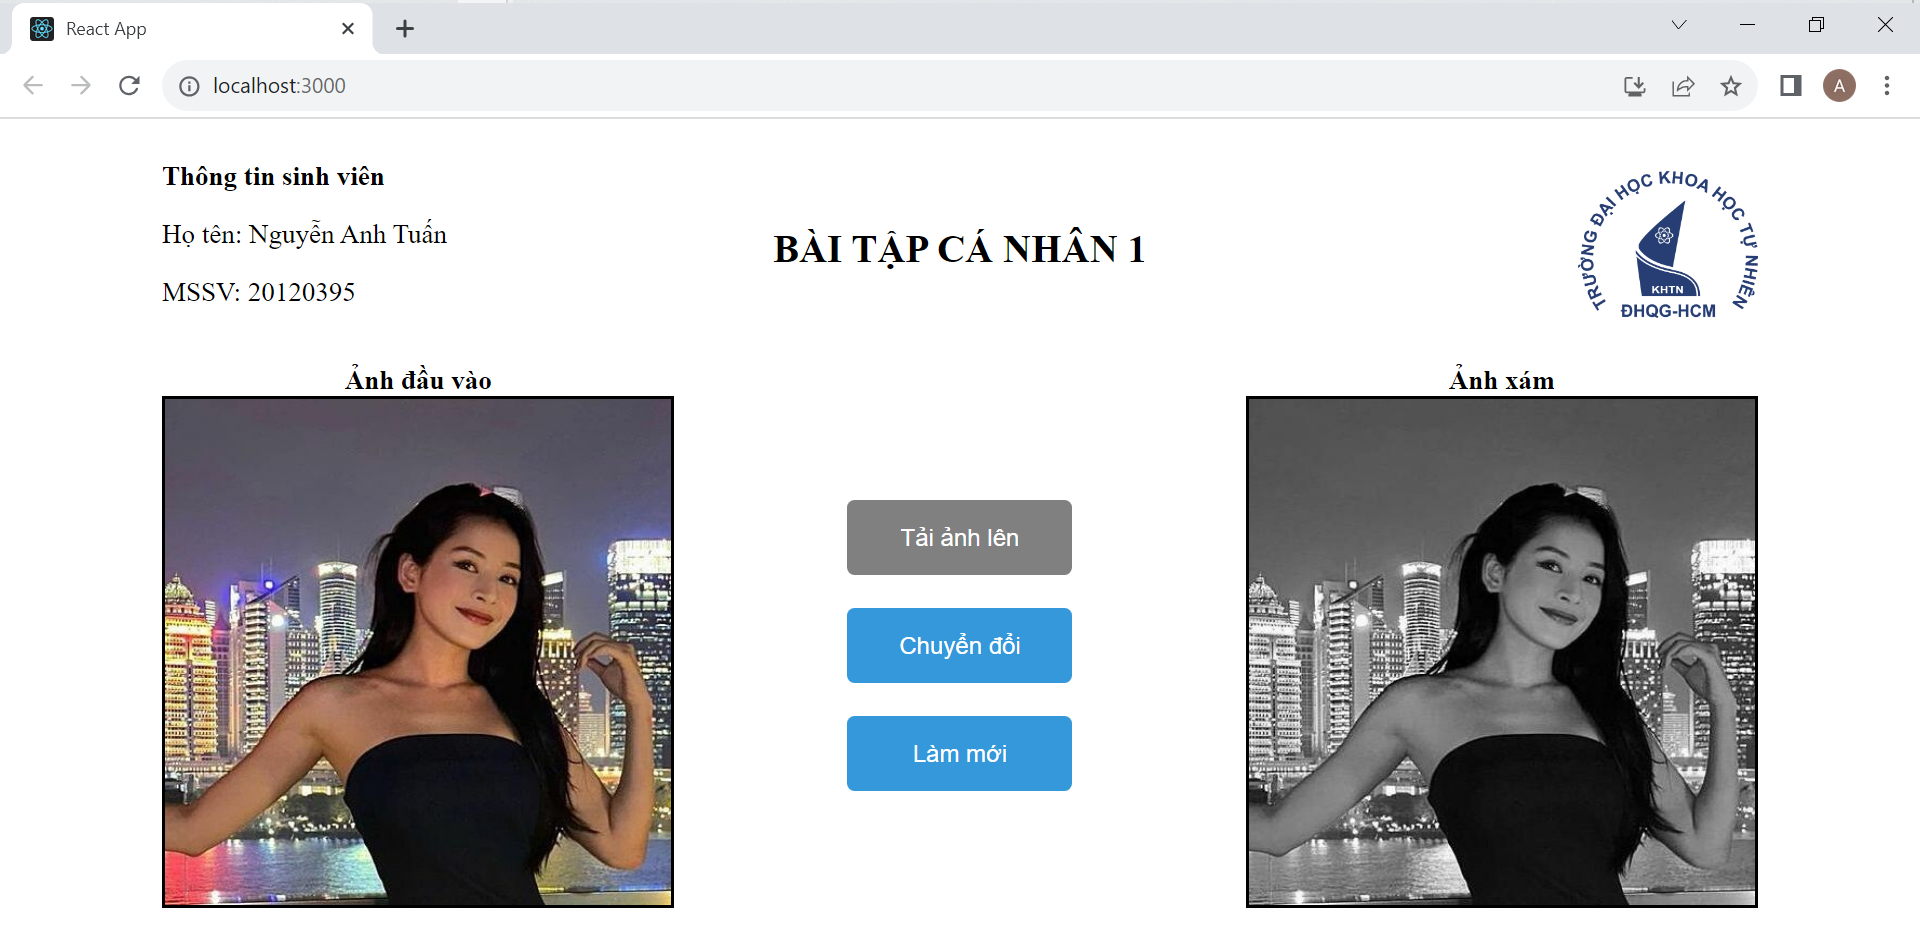 React App
localhost:3000
A
Thông tin sinh viên
Họ tên: Nguyễn Anh Tuấn
MSSV: 20120395
BÀI TẬP CÁ NHÂN 1
TRƯỜNG ĐẠI HỌC KHOA HỌC TỰ NHIÊN
KHTN
ĐHQG-HCM
Ảnh đầu vào
Ảnh xám
Tải ảnh lên
Chuyển đổi
Làm mới